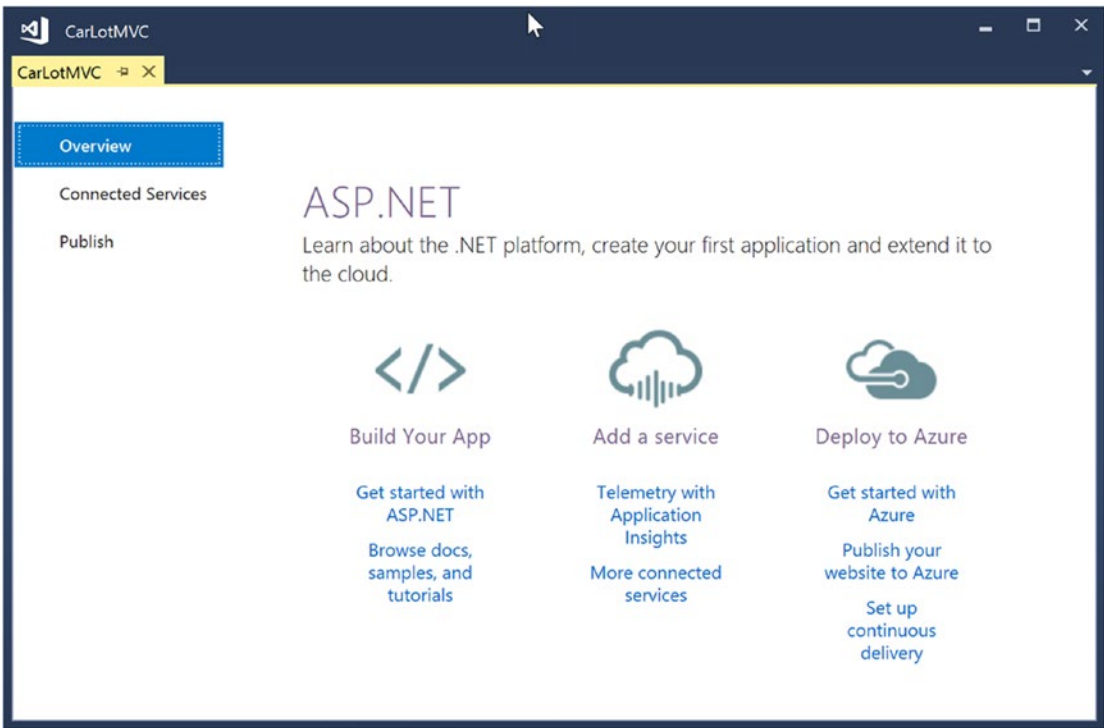 CarLotMVC
CarLotMVC
Overview
Connected Services
Publish
ASP.NET
Learn about the .NET platform, create your first application and extend it to
the cloud.
Build Your App
Get started with
ASP.NET
Browse docs,
samples, and
tutorials
Add a service
Telemetry with
Application
Insights
More connected
services
Deploy to Azure
Get started with
Azure
Publish your
website to Azure
Set up
continuous
delivery